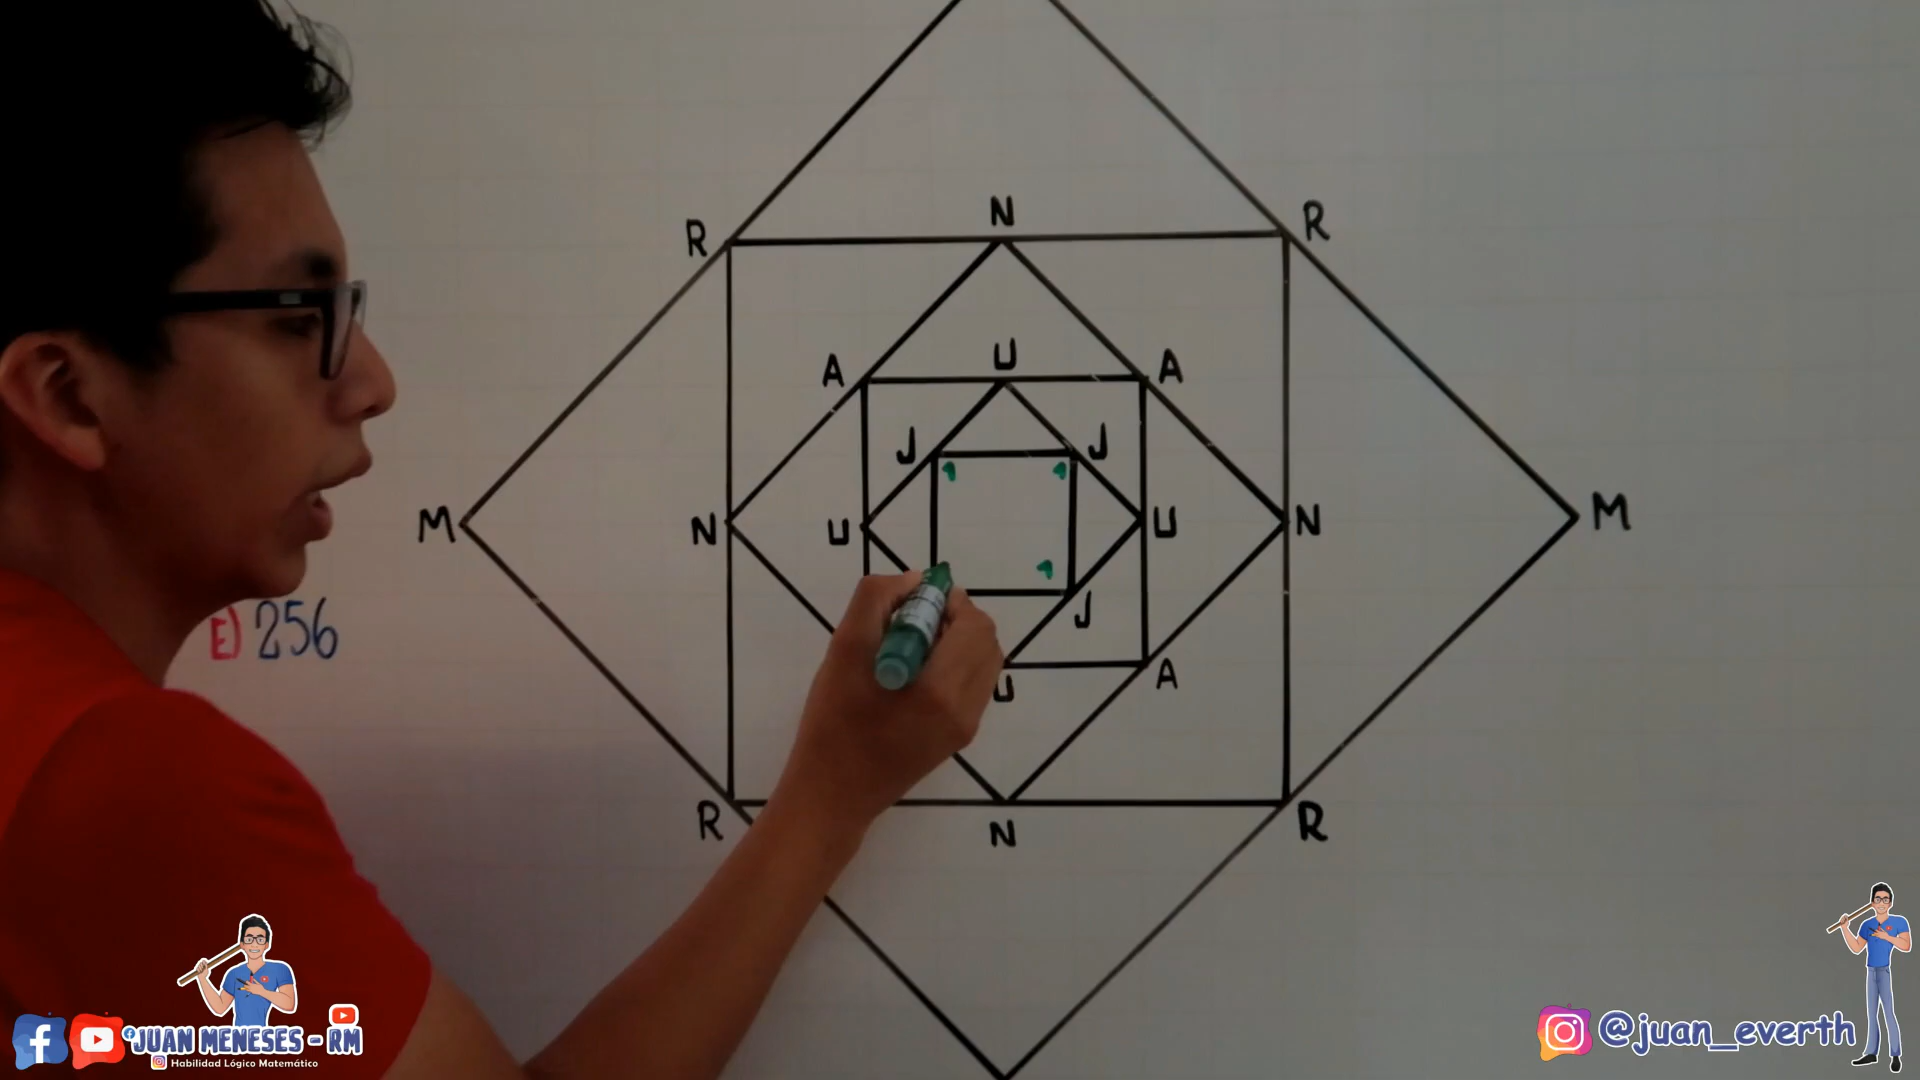 N
R R
U
A A
J J
M N U U N M
E) 256
J
U A
R N R
JUAN MENESES - RM
Habilidad Lógico Matemático
@juan_everth